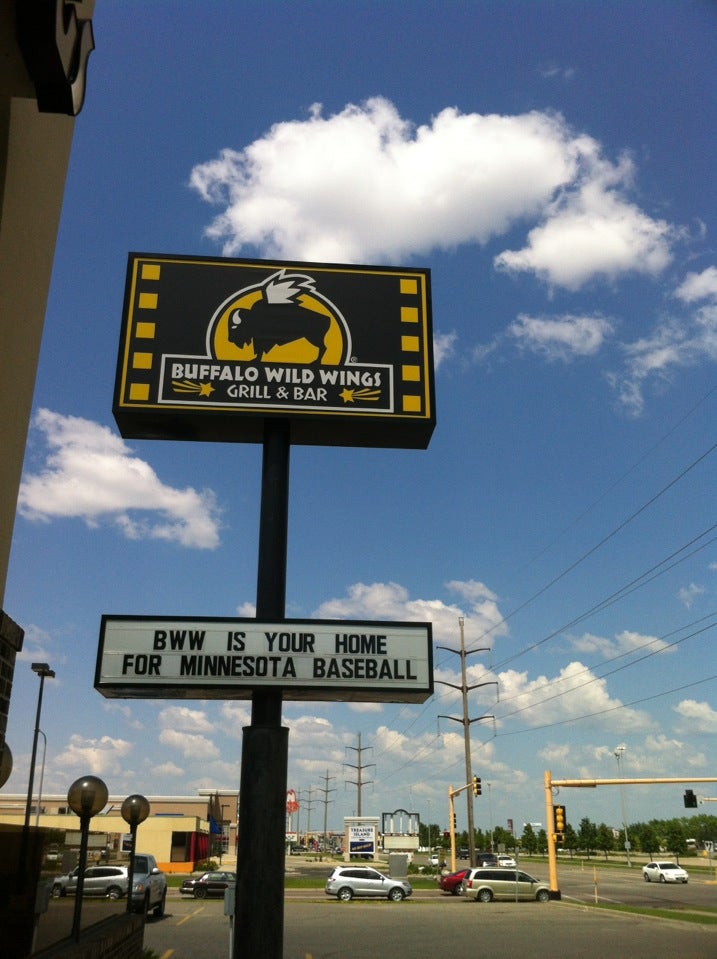 BUFFALO WILD WINGS
®
GRILL & BAR
BWW IS YOUR HOME
FOR MINNESOTA BASEBALL
TREASURE
ISLAND